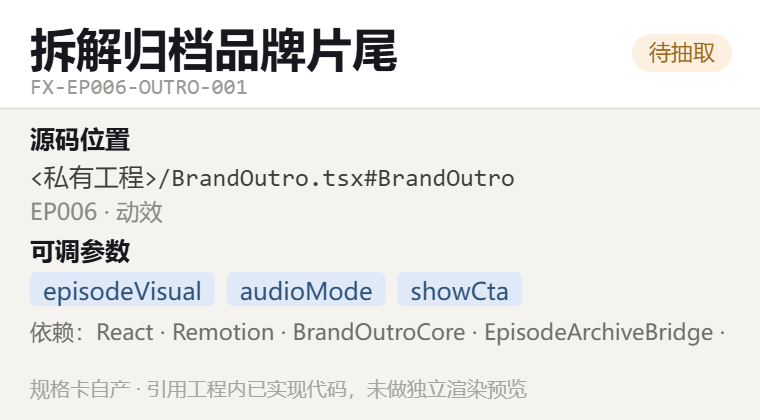 拆解归档品牌片尾
待抽取
FX-EP006-OUTRO-001
源码位置
<私有工程>/BrandOutro.tsx#BrandOutro
EP006 · 动效
可调参数
episodeVisual audioMode showCta
依赖：React · Remotion · BrandOutroCore · EpisodeArchiveBridge ·
规格卡自产 · 引用工程内已实现代码，未做独立渲染预览